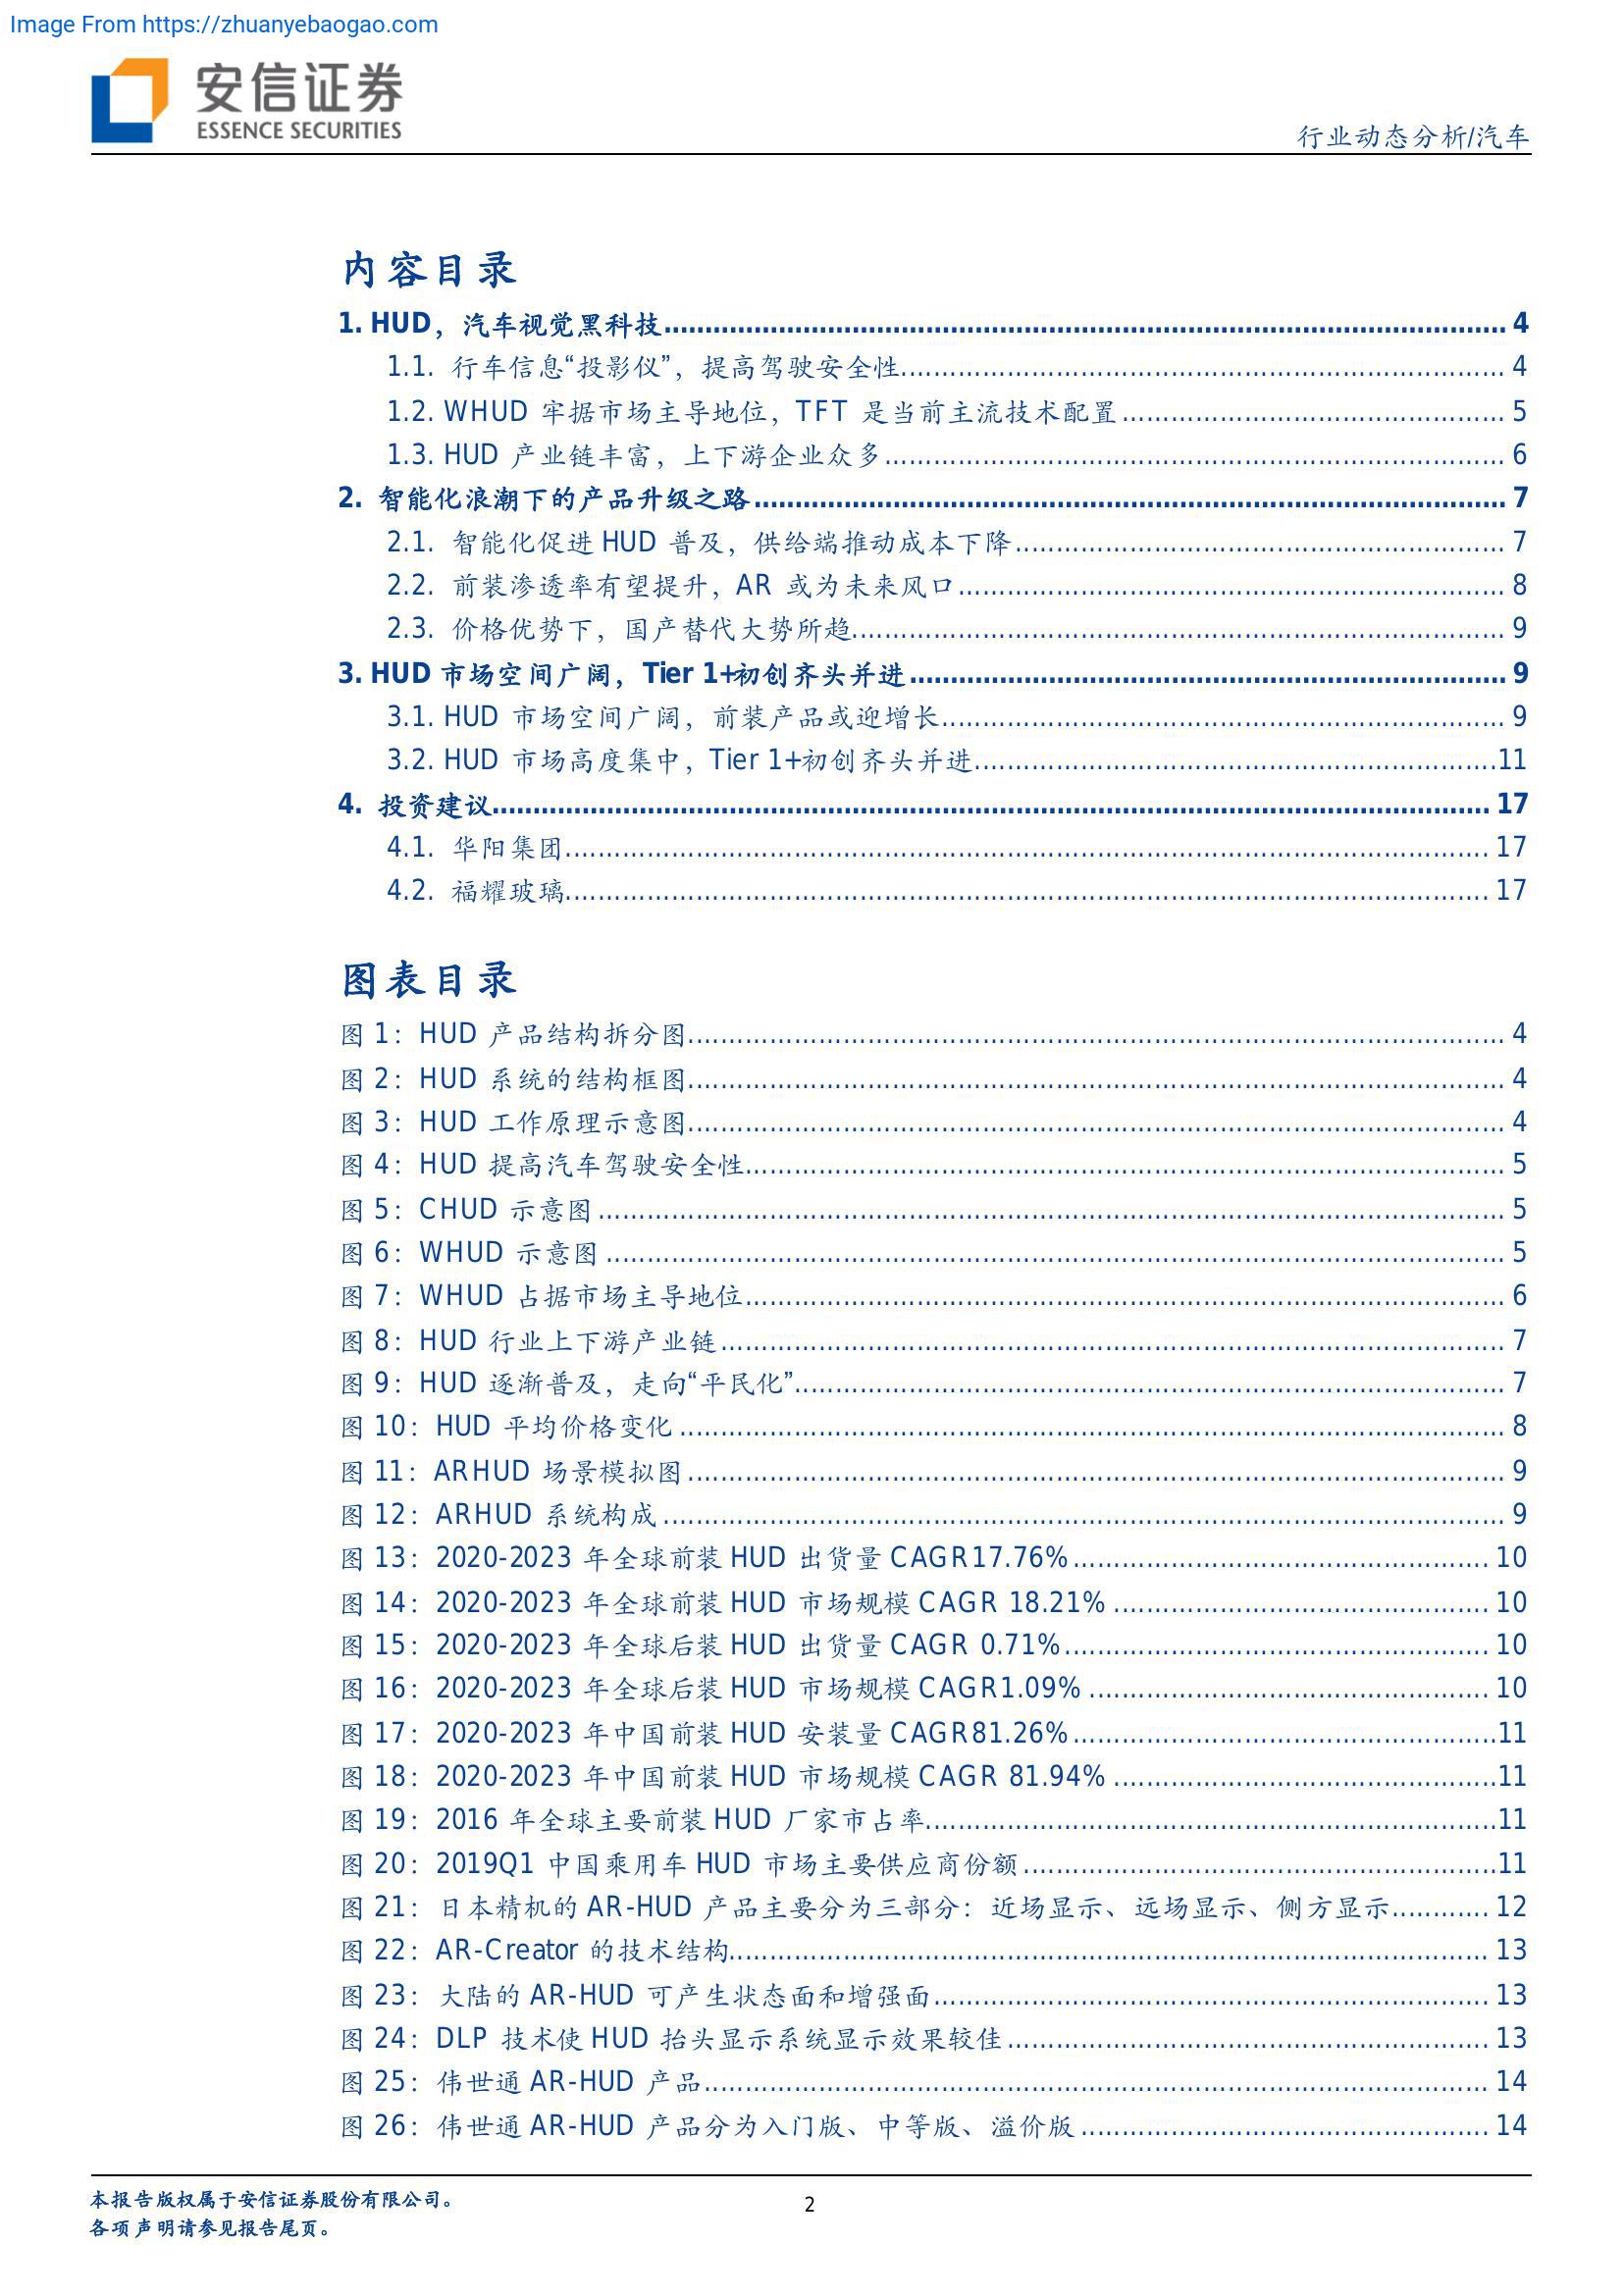 Image From https://zhuanyebaogao.com
安信证券
ESSENCE SECURITIES
行业动态分析/汽车
内容目录
1. HUD，汽车视觉黑科技 4
1.1. 行车信息“投影仪”，提高驾驶安全性 4
1.2. WHUD 牢据市场主导地位，TFT 是当前主流技术配置 5
1.3. HUD 产业链丰富，上下游企业众多 6
2. 智能化浪潮下的产品升级之路 7
2.1. 智能化促进 HUD 普及，供给端推动成本下降 7
2.2. 前装渗透率有望提升，AR 或为未来风口 8
2.3. 价格优势下，国产替代大势所趋 9
3. HUD 市场空间广阔，Tier 1+初创齐头并进 9
3.1. HUD 市场空间广阔，前装产品或迎增长 9
3.2. HUD 市场高度集中，Tier 1+初创齐头并进 11
4. 投资建议 17
4.1. 华阳集团 17
4.2. 福耀玻璃 17
图表目录
图 1：HUD 产品结构拆分图 4
图 2：HUD 系统的结构框图 4
图 3：HUD 工作原理示意图 4
图 4：HUD 提高汽车驾驶安全性 5
图 5：CHUD 示意图 5
图 6：WHUD 示意图 5
图 7：WHUD 占据市场主导地位 6
图 8：HUD 行业上下游产业链 7
图 9：HUD 逐渐普及，走向“平民化” 7
图 10：HUD 平均价格变化 8
图 11：ARHUD 场景模拟图 9
图 12：ARHUD 系统构成 9
图 13：2020-2023 年全球前装 HUD 出货量 CAGR17.76% 10
图 14：2020-2023 年全球前装 HUD 市场规模 CAGR 18.21% 10
图 15：2020-2023 年全球后装 HUD 出货量 CAGR 0.71% 10
图 16：2020-2023 年全球后装 HUD 市场规模 CAGR1.09% 10
图 17：2020-2023 年中国前装 HUD 安装量 CAGR81.26% 11
图 18：2020-2023 年中国前装 HUD 市场规模 CAGR 81.94% 11
图 19：2016 年全球主要前装 HUD 厂家市占率 11
图 20：2019Q1 中国乘用车 HUD 市场主要供应商份额 11
图 21：日本精机的 AR-HUD 产品主要分为三部分：近场显示、远场显示、侧方显示 12
图 22：AR-Creator 的技术结构 13
图 23：大陆的 AR-HUD 可产生状态面和增强面 13
图 24：DLP 技术使 HUD 抬头显示系统显示效果较佳 13
图 25：伟世通 AR-HUD 产品 14
图 26：伟世通 AR-HUD 产品分为入门版、中等版、溢价版 14
本报告版权属于安信证券股份有限公司。
各项声明请参见报告尾页。
2